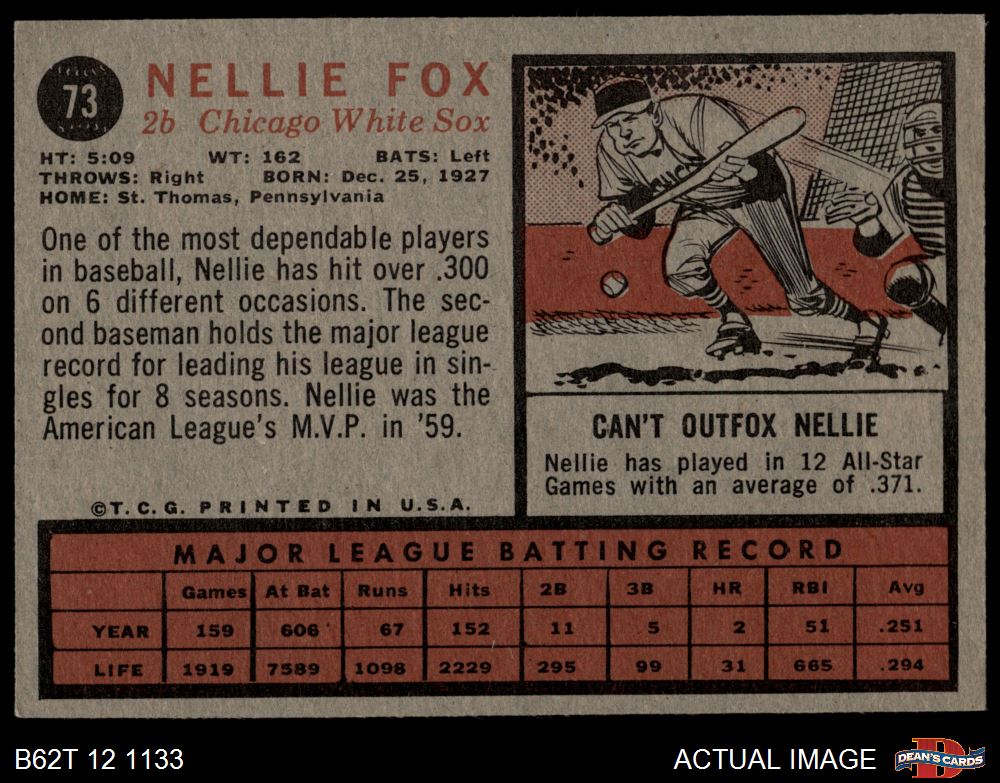 73
NELLIE FOX
2b Chicago White Sox
HT: 5:09 WT: 162 BATS: Left
THROWS: Right BORN: Dec. 25, 1927
HOME: St. Thomas, Pennsylvania
One of the most dependable players
in baseball, Nellie has hit over .300
on 6 different occasions. The sec-
ond baseman holds the major league
record for leading his league in sin-
gles for 8 seasons. Nellie was the
American League's M.V.P. in '59.
©T.C.G. PRINTED IN U.S.A.
CAN'T OUTFOX NELLIE
Nellie has played in 12 All-Star
Games with an average of .371.
MAJOR LEAGUE BATTING RECORD
Games At Bat Runs Hits 2B 3B HR RBI Avg
YEAR 159 606 67 152 11 5 2 51 .251
LIFE 1919 7589 1098 2229 295 99 31 665 .294
B62T 12 1133
ACTUAL IMAGE
D
DEAN'S CARDS